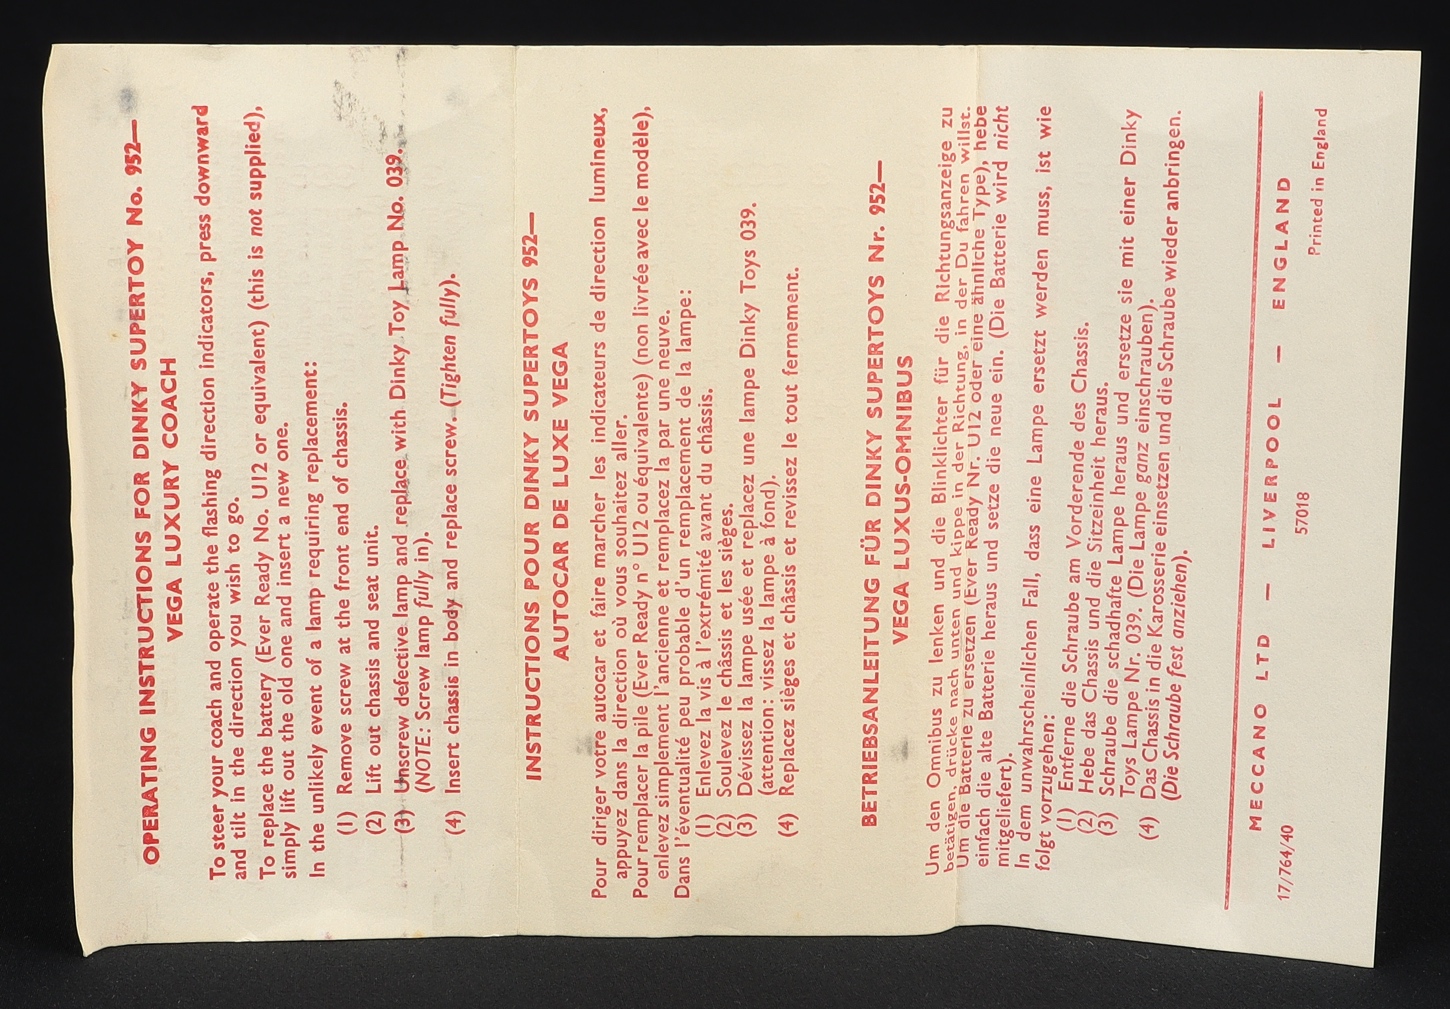 OPERATING INSTRUCTIONS FOR DINKY SUPERTOY No. 952—
VEGA LUXURY COACH
To steer your coach and operate the flashing direction indicators, press downward
and tilt in the direction you wish to go.
To replace the battery (Ever Ready No. U12 or equivalent) (this is not supplied),
simply lift out the old one and insert a new one.
In the unlikely event of a lamp requiring replacement:
(1) Remove screw at the front end of chassis.
(2) Lift out chassis and seat unit.
(3) Unscrew defective lamp and replace with Dinky Toy Lamp No. 039.
(NOTE: Screw lamp fully in).
(4) Insert chassis in body and replace screw. (Tighten fully).
INSTRUCTIONS POUR DINKY SUPERTOYS 952—
AUTOCAR DE LUXE VEGA
Pour diriger votre autocar et faire marcher les indicateurs de direction lumineux,
appuyez dans la direction où vous souhaitez aller.
Pour remplacer la pile (Ever Ready n° U12 ou équivalente) (non livrée avec le modèle),
enlevez simplement l'ancienne et remplacez la par une neuve.
Dans l'éventualité peu probable d'un remplacement de la lampe:
(1) Enlevez la vis à l'extrémité avant du châssis.
(2) Soulevez le châssis et les sièges.
(3) Dévissez la lampe usée et replacez une lampe Dinky Toys 039.
(attention: vissez la lampe à fond).
(4) Replacez sièges et châssis et revissez le tout fermement.
BETRIEBSANLEITUNG FÜR DINKY SUPERTOYS Nr. 952—
VEGA LUXUS-OMNIBUS
Um den Omnibus zu lenken und die Blinklichter für die Richtungsanzeige zu
betätigen, drücke nach unten und kippe in der Richtung, in der Du fahren willst.
Um die Batterie zu ersetzen (Ever Ready Nr. U12 oder eine ähnliche Type), hebe
einfach die alte Batterie heraus und setze die neue ein. (Die Batterie wird nicht
mitgeliefert).
In dem unwahrscheinlichen Fall, dass eine Lampe ersetzt werden muss, ist wie
folgt vorzugehen:
(1) Entferne die Schraube am Vorderende des Chassis.
(2) Hebe das Chassis und die Sitzeinheit heraus.
(3) Schraube die schadhafte Lampe heraus und ersetze sie mit einer Dinky
Toys Lampe Nr. 039. (Die Lampe ganz einschrauben).
(4) Das Chassis in die Karosserie einsetzen und die Schraube wieder anbringen.
(Die Schraube fest anziehen).
MECCANO LTD — LIVERPOOL — ENGLAND
17/764/40 57018 Printed in England